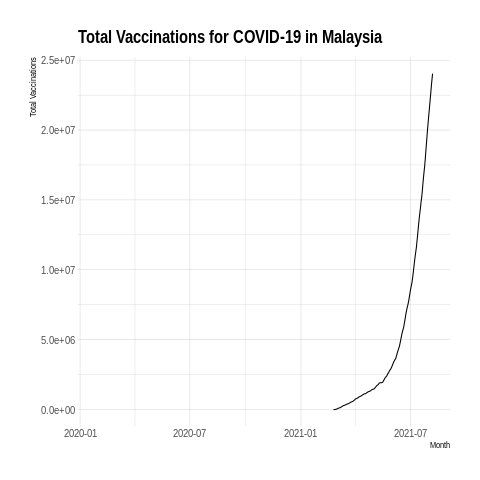 Total Vaccinations for COVID-19 in Malaysia
Total Vaccinations
2.5e+07
2.0e+07
1.5e+07
1.0e+07
5.0e+06
0.0e+00
2020-01
2020-07
2021-01
2021-07
Month